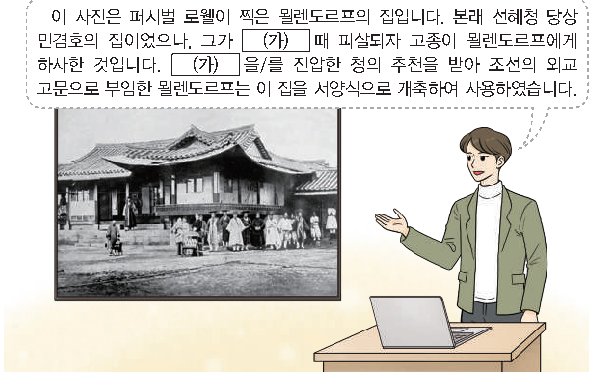 이 사진은 퍼시벌 로웰이 찍은 묄렌도르프의 집입니다. 본래 선혜청 당상
민겸호의 집이었으나, 그가 (가) 때 피살되자 고종이 묄렌도르프에게
하사한 것입니다. (가) 을/를 진압한 청의 추천을 받아 조선의 외교
고문으로 부임한 묄렌도르프는 이 집을 서양식으로 개축하여 사용하였습니다.